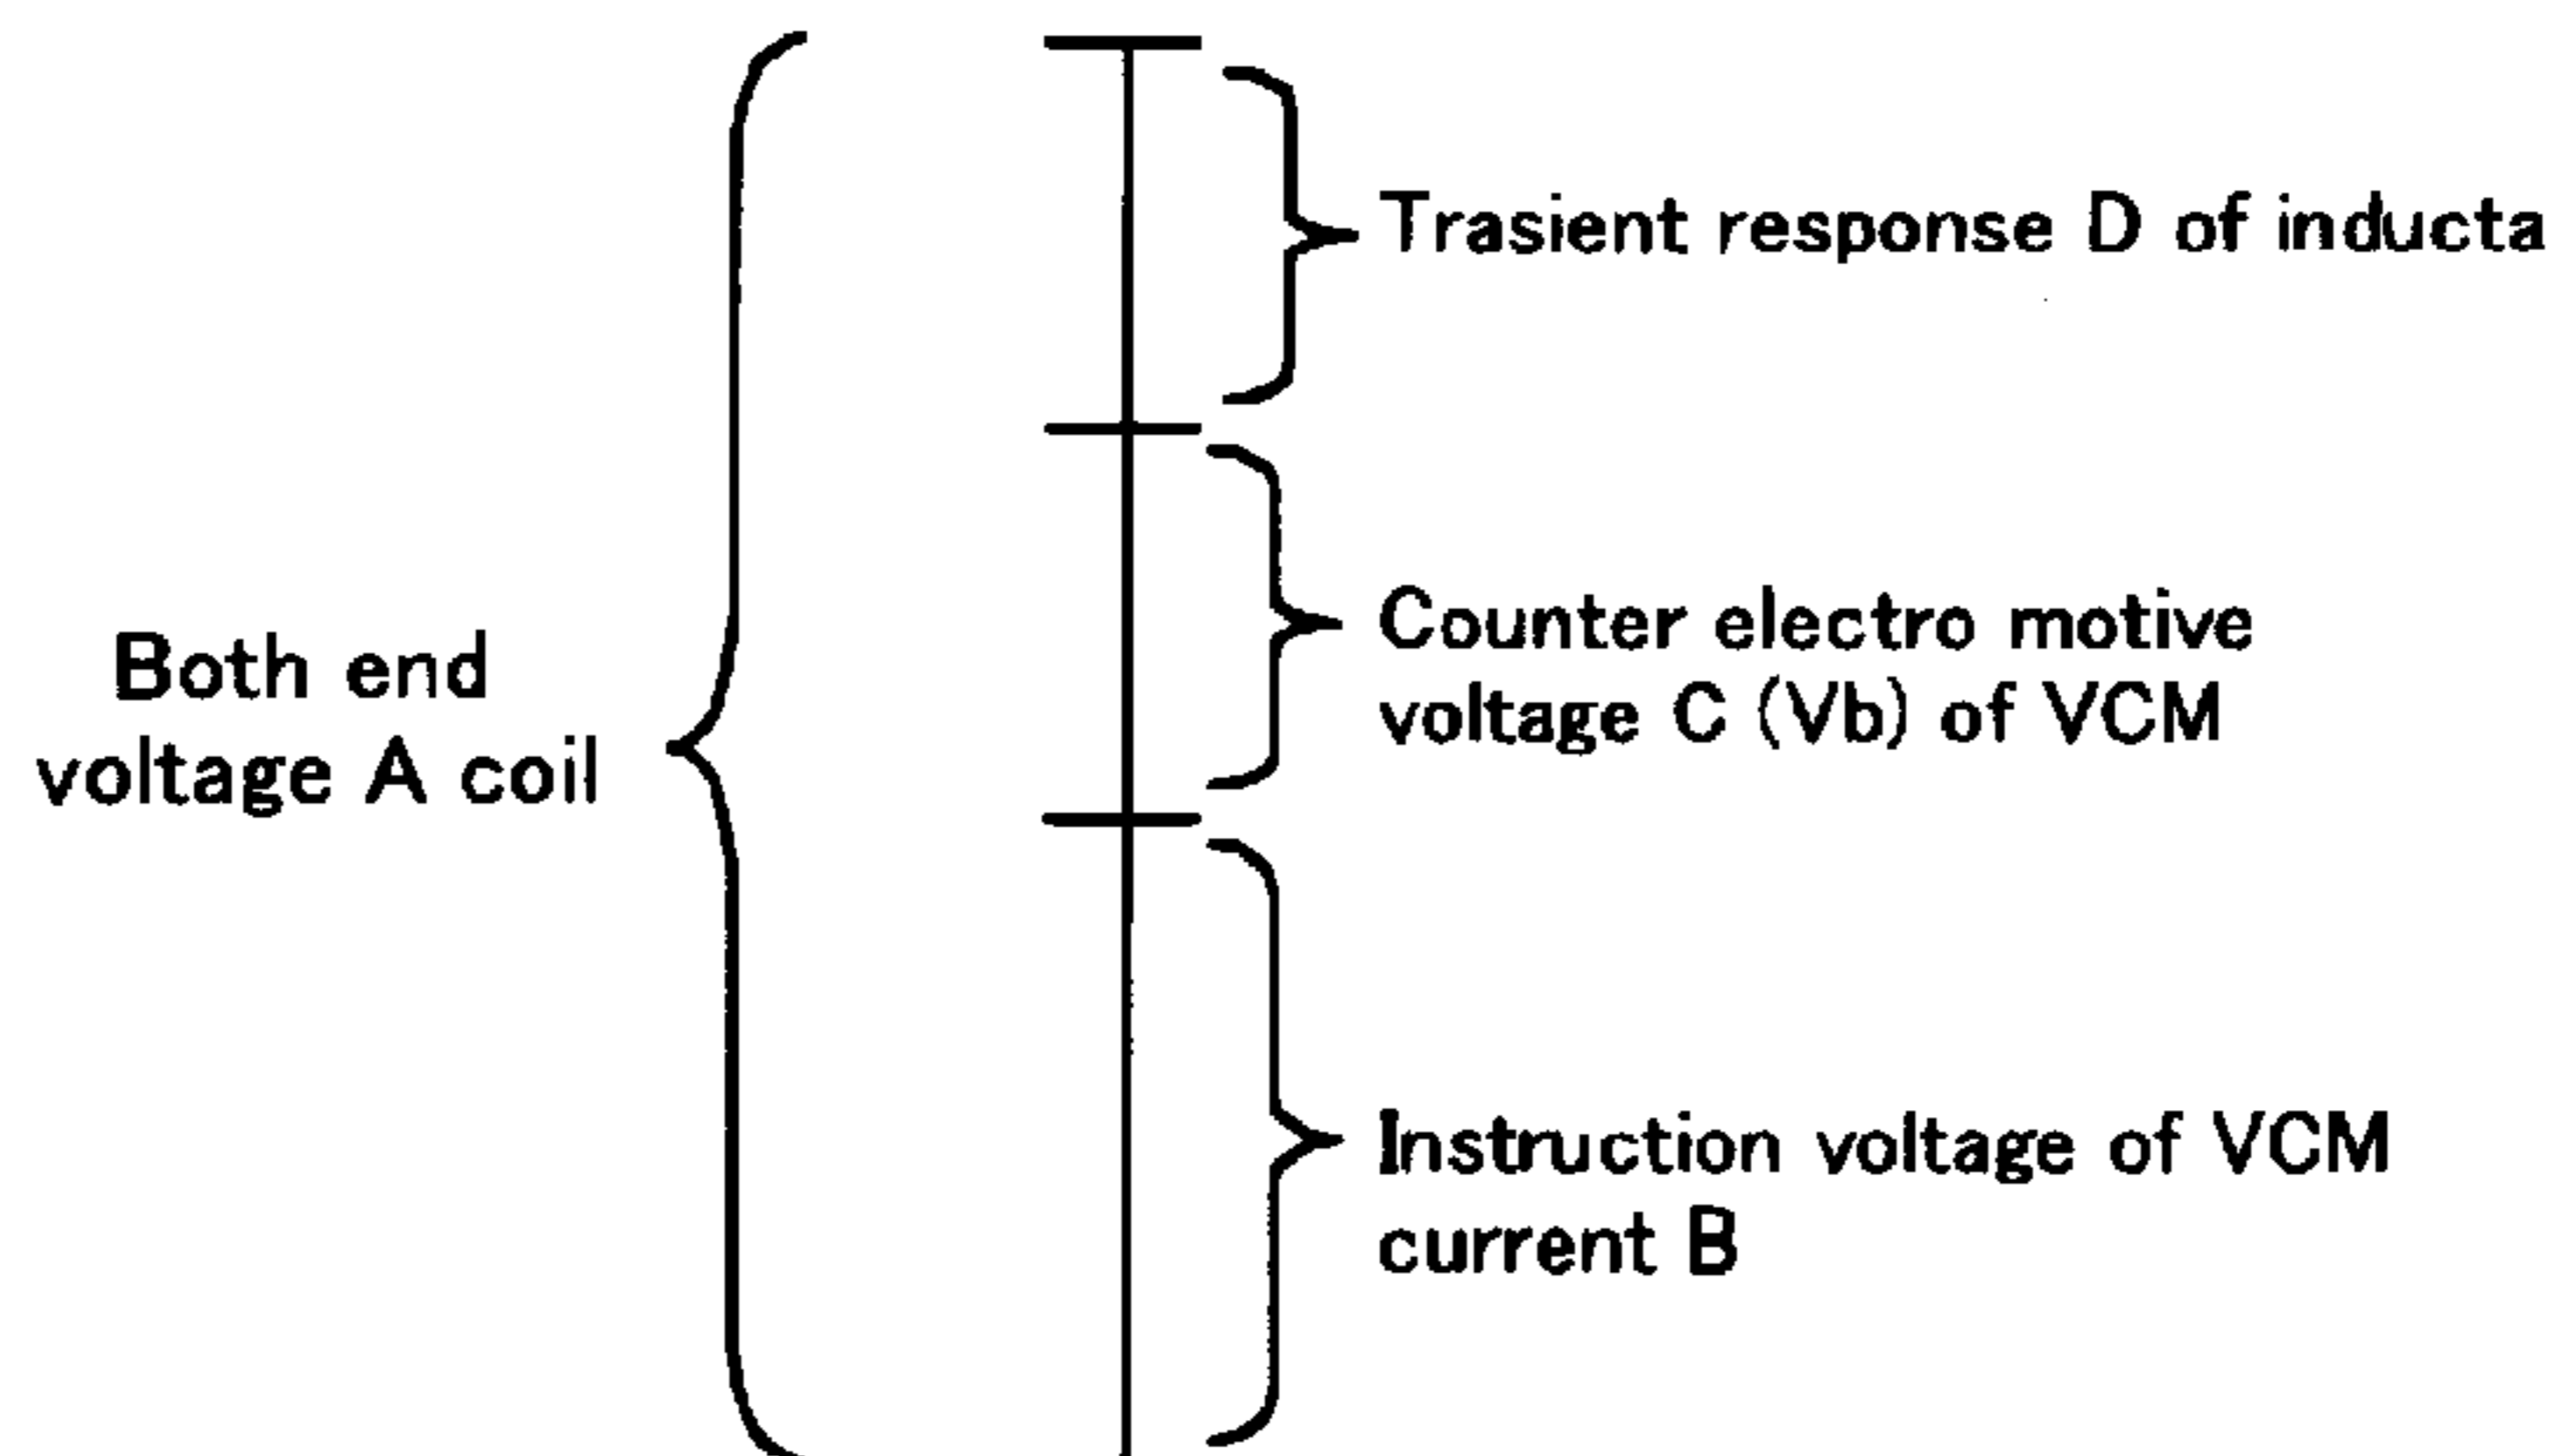 Trasient response D of inducta
Counter electro motive
voltage C (Vb) of VCM
Both end
voltage A coil
Instruction voltage of VCM
current B